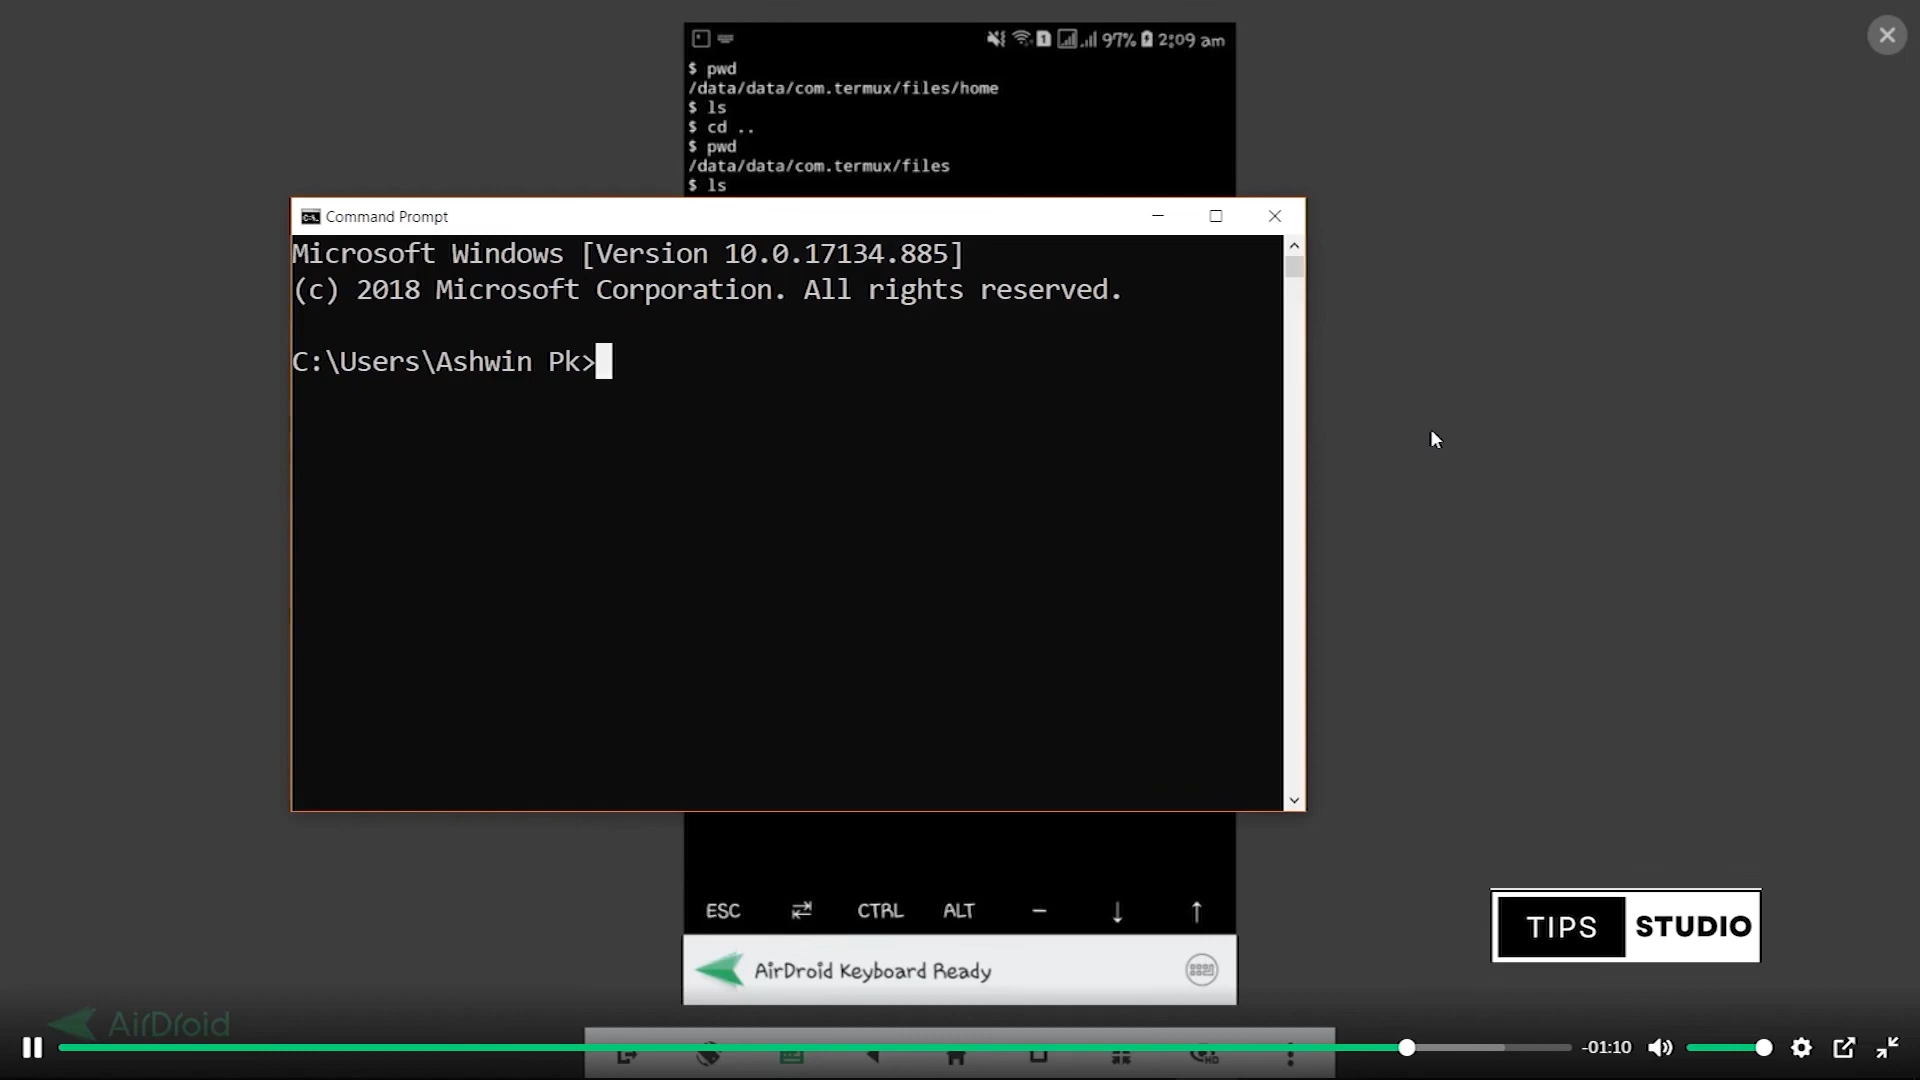 97% 2:09 am
$ pwd
/data/data/com.termux/files/home
$ ls
$ cd ..
$ pwd
/data/data/com.termux/files
$ ls
Command Prompt
Microsoft Windows [Version 10.0.17134.885]
(c) 2018 Microsoft Corporation. All rights reserved.
C:\Users\Ashwin Pk>
ESC CTRL ALT
TIPS STUDIO
AirDroid Keyboard Ready
AirDroid
-01:10